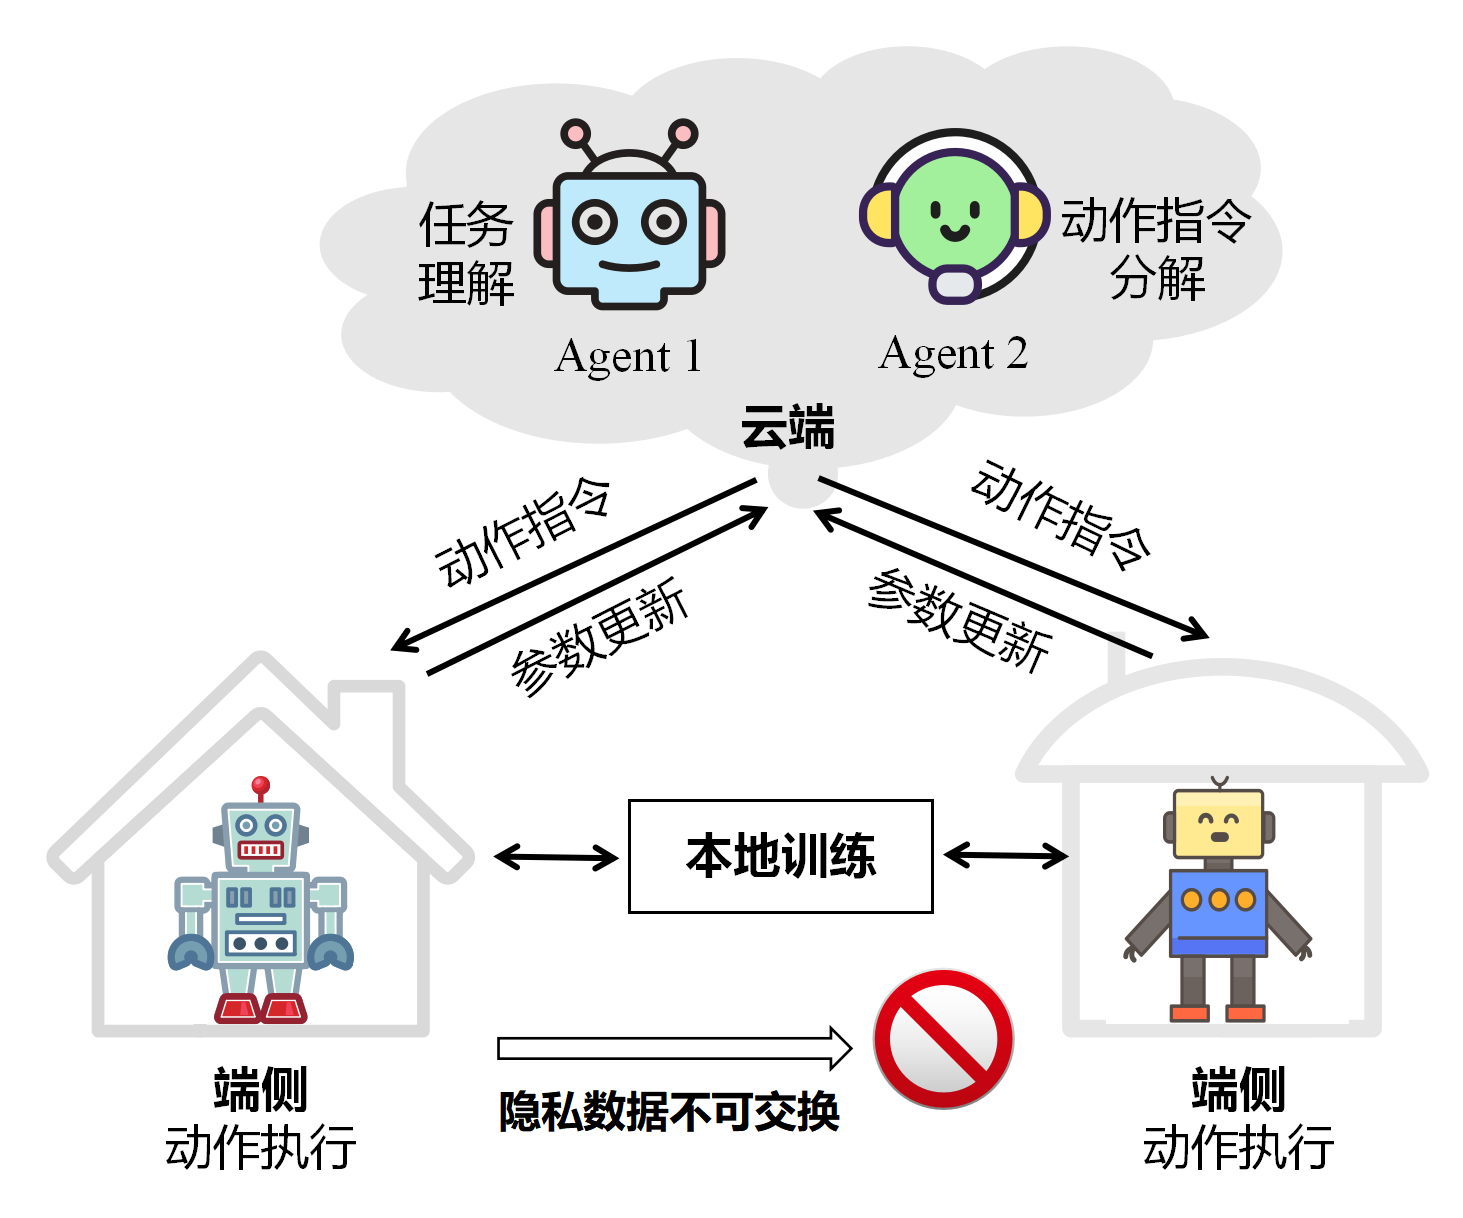 任务
理解
Agent 1
动作指令
分解
Agent 2
云端
动作指令
参数更新
动作指令
参数更新
本地训练
隐私数据不可交换
端侧
动作执行
端侧
动作执行